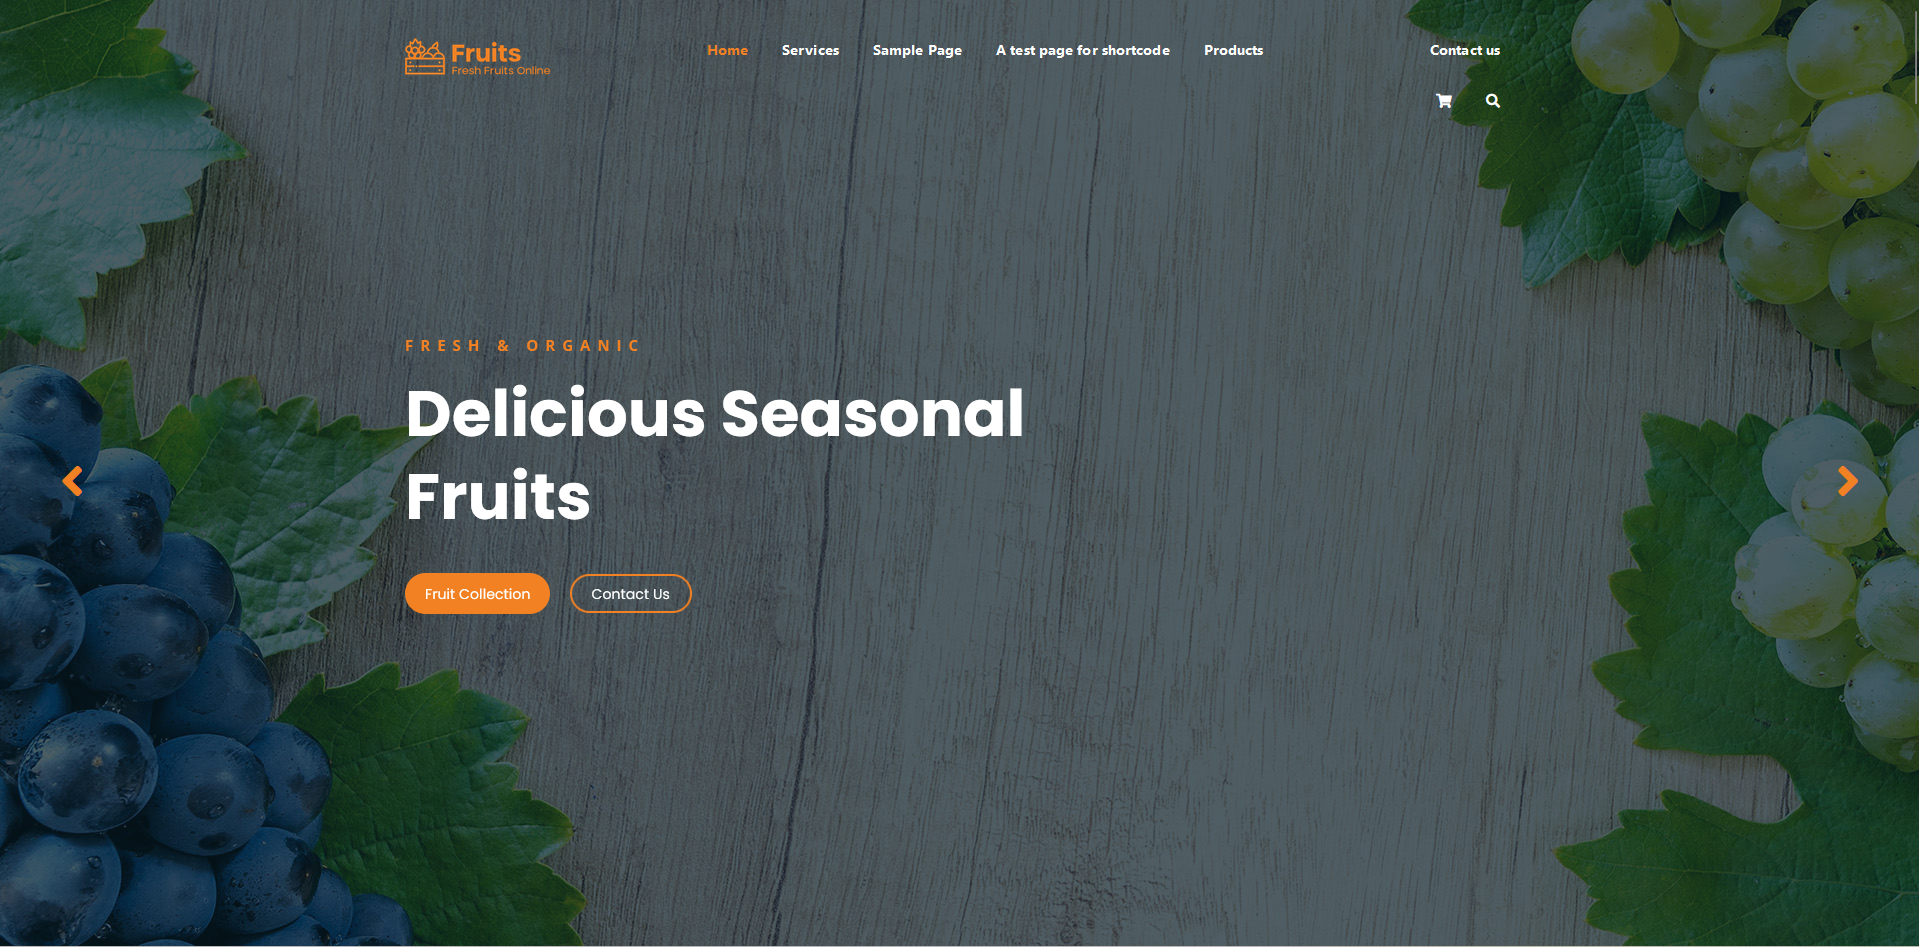 Fruits
Fresh Fruits Online
Home Services Sample Page A test page for shortcode Products Contact us
FRESH & ORGANIC
Delicious Seasonal
Fruits
Fruit Collection Contact Us